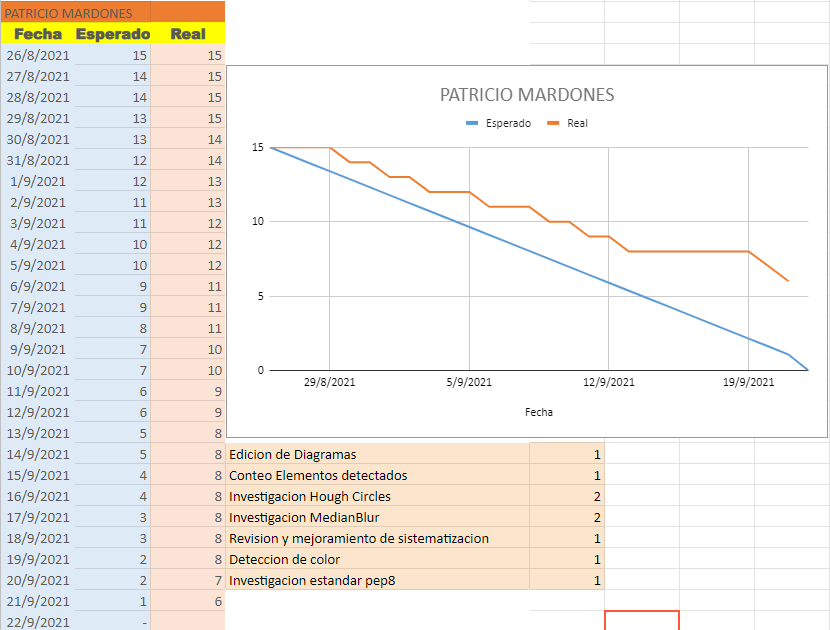 PATRICIO MARDONES
Fecha Esperado Real
26/8/2021 15 15
27/8/2021 14 15
28/8/2021 14 15
29/8/2021 13 15
30/8/2021 13 14
31/8/2021 12 14
1/9/2021 12 13
2/9/2021 11 13
3/9/2021 11 12
4/9/2021 10 12
5/9/2021 10 12
6/9/2021 9 11
7/9/2021 9 11
8/9/2021 8 11
9/9/2021 7 10
10/9/2021 7 10
11/9/2021 6 9
12/9/2021 6 9
13/9/2021 5 8
14/9/2021 5 8 Edicion de Diagramas 1
15/9/2021 4 8 Conteo Elementos detectados 1
16/9/2021 4 8 Investigacion Hough Circles 2
17/9/2021 3 8 Investigacion MedianBlur 2
18/9/2021 3 8 Revision y mejoramiento de sistematizacion 1
19/9/2021 2 8 Deteccion de color 1
20/9/2021 2 7 Investigacion estandar pep8 1
21/9/2021 1 6
22/9/2021 -
PATRICIO MARDONES
Esperado Real
15
10
5
0
29/8/2021 5/9/2021 12/9/2021 19/9/2021
Fecha